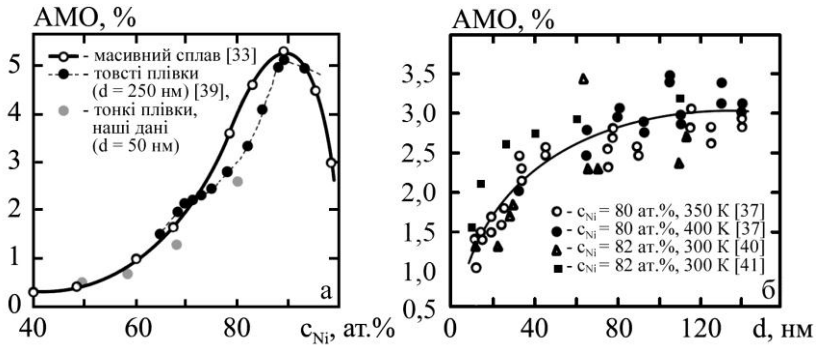 АМО, %
5
4
3
2
1
0
40
60
80
c_Ni, ат.%
- масивний сплав [33]
- товсті плівки
(d = 250 нм) [39],
- тонкі плівки,
наші дані
(d = 50 нм)
а
АМО, %
3,5
3,0
2,5
2,0
1,5
1,0
0,5
0
40
80
120
d, нм
- c_Ni = 80 ат.%, 350 К [37]
- c_Ni = 80 ат.%, 400 К [37]
- c_Ni = 82 ат.%, 300 К [40]
- c_Ni = 82 ат.%, 300 К [41]
б